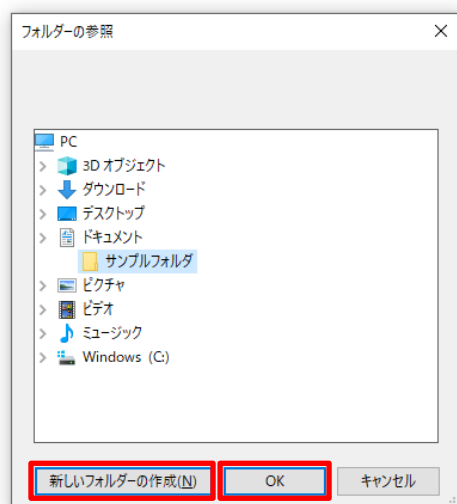 フォルダーの参照
PC
3D オブジェクト
ダウンロード
デスクトップ
ドキュメント
サンプルフォルダ
ピクチャ
ビデオ
ミュージック
Windows (C:)
新しいフォルダーの作成(N) OK キャンセル